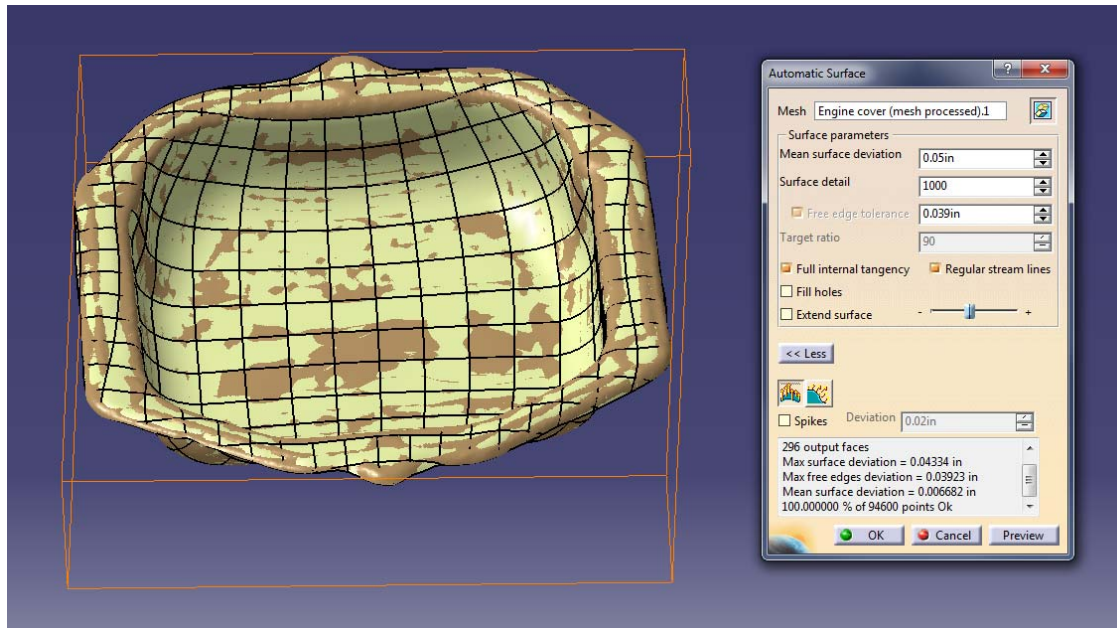 Automatic Surface
?
X
Mesh Engine cover (mesh processed).1
Surface parameters
Mean surface deviation 0.05in
Surface detail 1000
Free edge tolerance 0.039in
Target ratio 90
Full internal tangency Regular stream lines
Fill holes
Extend surface - +
<< Less
Spikes Deviation 0.02in
296 output faces
Max surface deviation = 0.04334 in
Max free edges deviation = 0.03923 in
Mean surface deviation = 0.006682 in
100.000000 % of 94600 points Ok
OK Cancel Preview